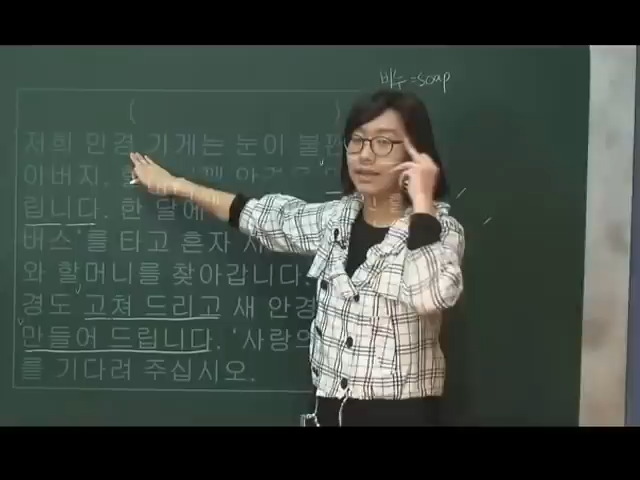 비누 =soap
( )
저희 안경 가게는 눈이 불편
아버지, 안경을
립니다. 한 달에
버스'를 타고 혼자 사
와 할머니를 찾아갑니다.
경도 고쳐 드리고 새 안경
만들어 드립니다. '사랑의
를 기다려 주십시오.